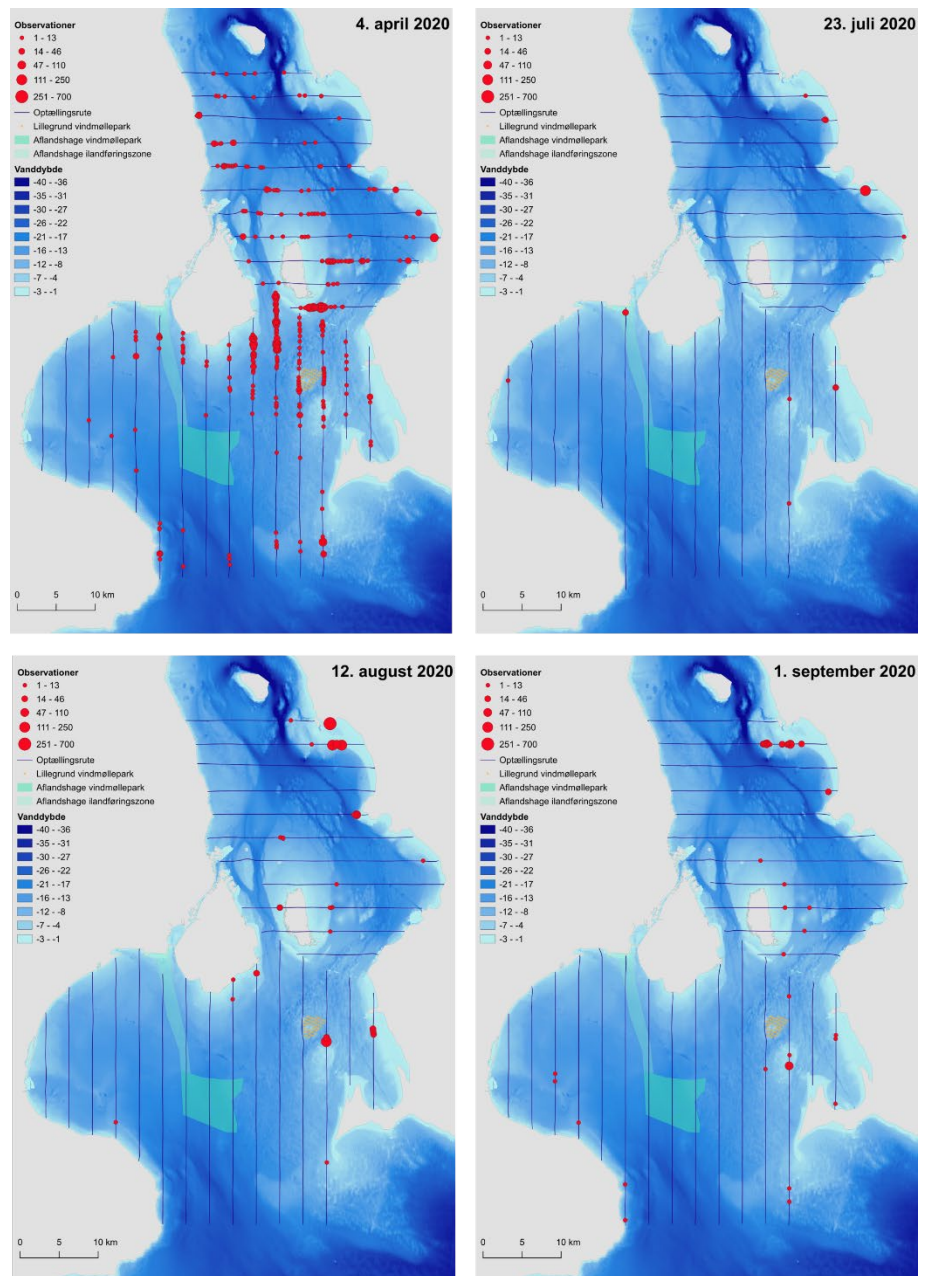 4. april 2020
Observationer
1 - 13
14 - 46
47 - 110
111 - 250
251 - 700
Optællingsrute
Lillegrund vindmøllepark
Aflandshage vindmøllepark
Aflandshage ilandføringszone
Vanddybde
-40 - -36
-35 - -31
-30 - -27
-26 - -22
-21 - -17
-16 - -13
-12 - -8
-7 - -4
-3 - -1
0 5 10 km
23. juli 2020
Observationer
1 - 13
14 - 46
47 - 110
111 - 250
251 - 700
Optællingsrute
Lillegrund vindmøllepark
Aflandshage vindmøllepark
Aflandshage ilandføringszone
Vanddybde
-40 - -36
-35 - -31
-30 - -27
-26 - -22
-21 - -17
-16 - -13
-12 - -8
-7 - -4
-3 - -1
0 5 10 km
12. august 2020
Observationer
1 - 13
14 - 46
47 - 110
111 - 250
251 - 700
Optællingsrute
Lillegrund vindmøllepark
Aflandshage vindmøllepark
Aflandshage ilandføringszone
Vanddybde
-40 - -36
-35 - -31
-30 - -27
-26 - -22
-21 - -17
-16 - -13
-12 - -8
-7 - -4
-3 - -1
0 5 10 km
1. september 2020
Observationer
1 - 13
14 - 46
47 - 110
111 - 250
251 - 700
Optællingsrute
Lillegrund vindmøllepark
Aflandshage vindmøllepark
Aflandshage ilandføringszone
Vanddybde
-40 - -36
-35 - -31
-30 - -27
-26 - -22
-21 - -17
-16 - -13
-12 - -8
-7 - -4
-3 - -1
0 5 10 km